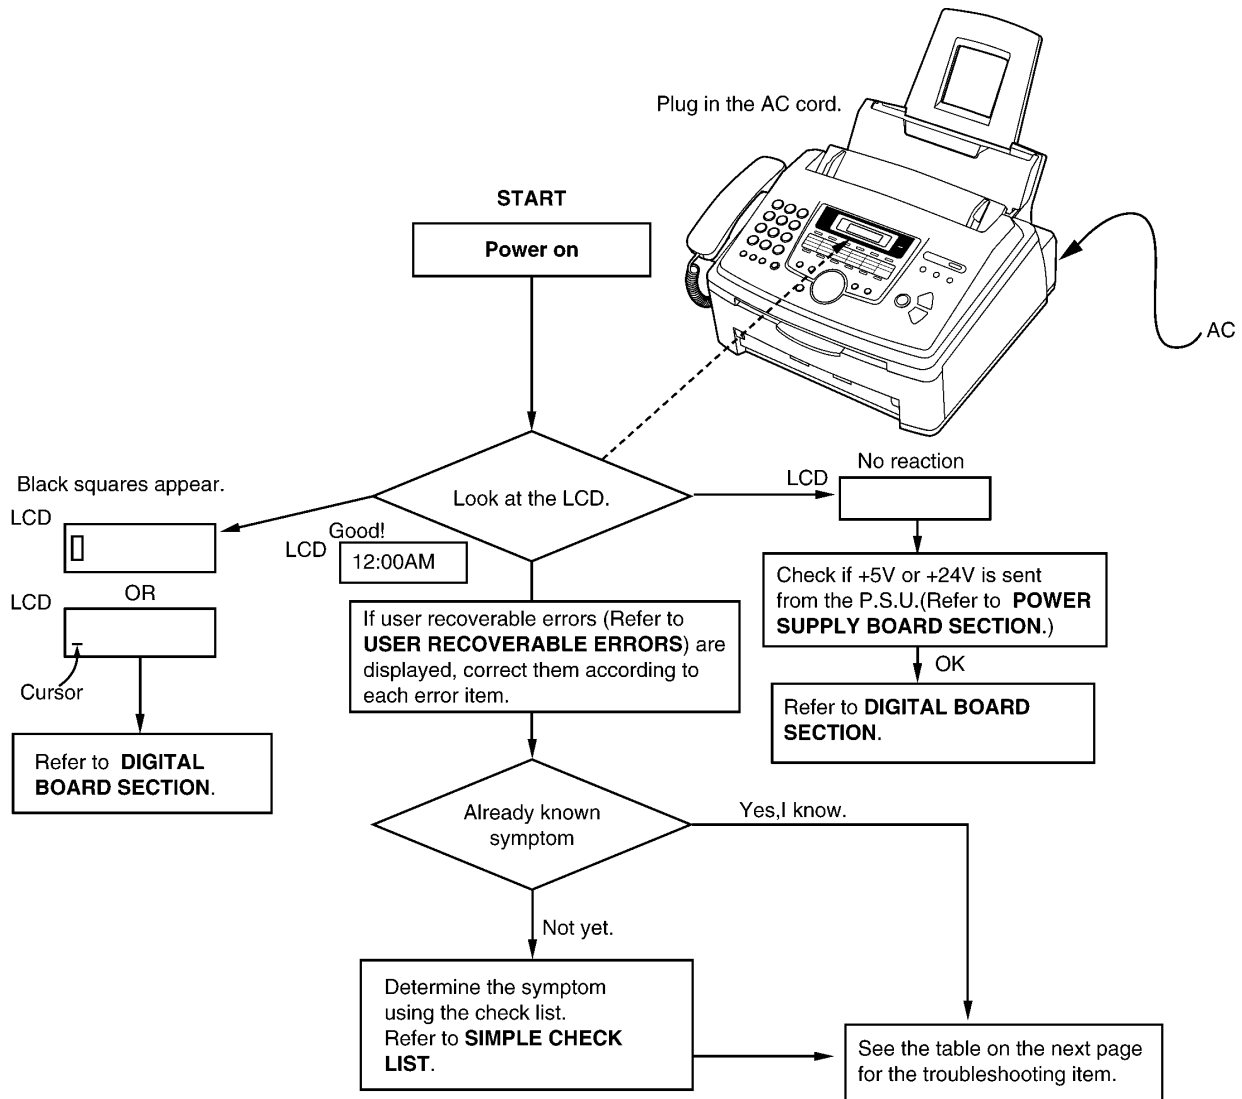 Plug in the AC cord.
START
Power on
AC
Look at the LCD.
Black squares appear.
LCD
OR
LCD
Cursor
Refer to DIGITAL
BOARD SECTION.
Good!
LCD
12:00AM
No reaction
LCD
Check if +5V or +24V is sent
from the P.S.U.(Refer to POWER
SUPPLY BOARD SECTION.)
OK
Refer to DIGITAL BOARD
SECTION.
If user recoverable errors (Refer to
USER RECOVERABLE ERRORS) are
displayed, correct them according to
each error item.
Already known
symptom
Yes,I know.
Not yet.
Determine the symptom
using the check list.
Refer to SIMPLE CHECK
LIST.
See the table on the next page
for the troubleshooting item.